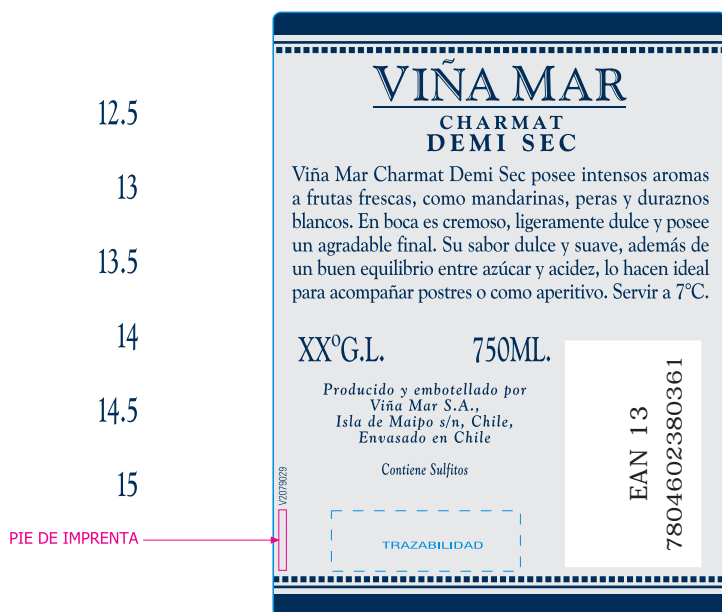 12.5
13
13.5
14
14.5
15
PIE DE IMPRENTA
VIÑA MAR
CHARMAT
DEMI SEC
Viña Mar Charmat Demi Sec posee intensos aromas
a frutas frescas, como mandarinas, peras y duraznos
blancos. En boca es cremoso, ligeramente dulce y posee
un agradable final. Su sabor dulce y suave, además de
un buen equilibrio entre azúcar y acidez, lo hacen ideal
para acompañar postres o como aperitivo. Servir a 7°C.
XX°G.L. 750ML.
Producido y embotellado por
Viña Mar S.A.,
Isla de Maipo s/n, Chile,
Envasado en Chile
Contiene Sulfitos
V2079029
TRAZABILIDAD
EAN 13
7804602380361